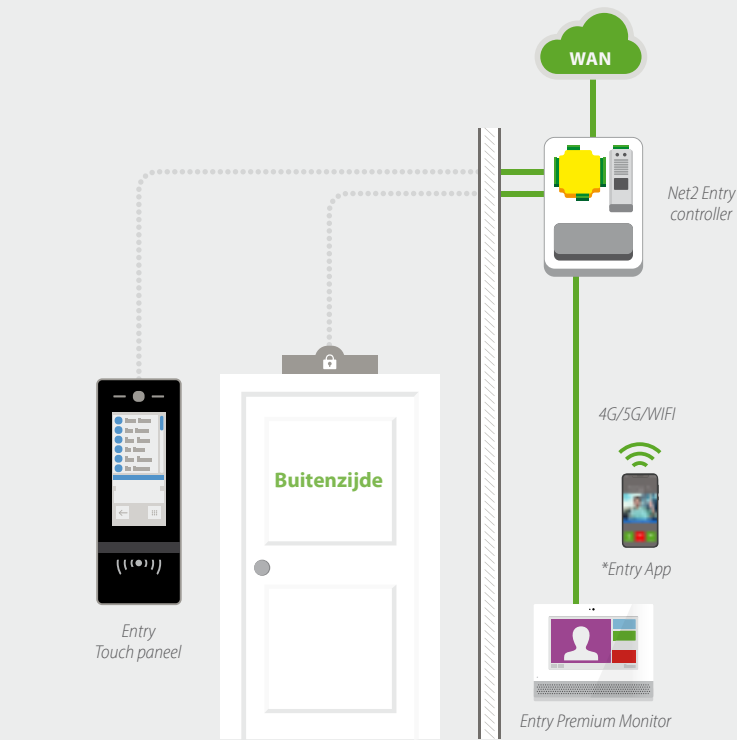 WAN
Net2 Entry
controller
4G/5G/WIFI
*Entry App
Buitenzijde
Entry
Touch paneel
Entry Premium Monitor